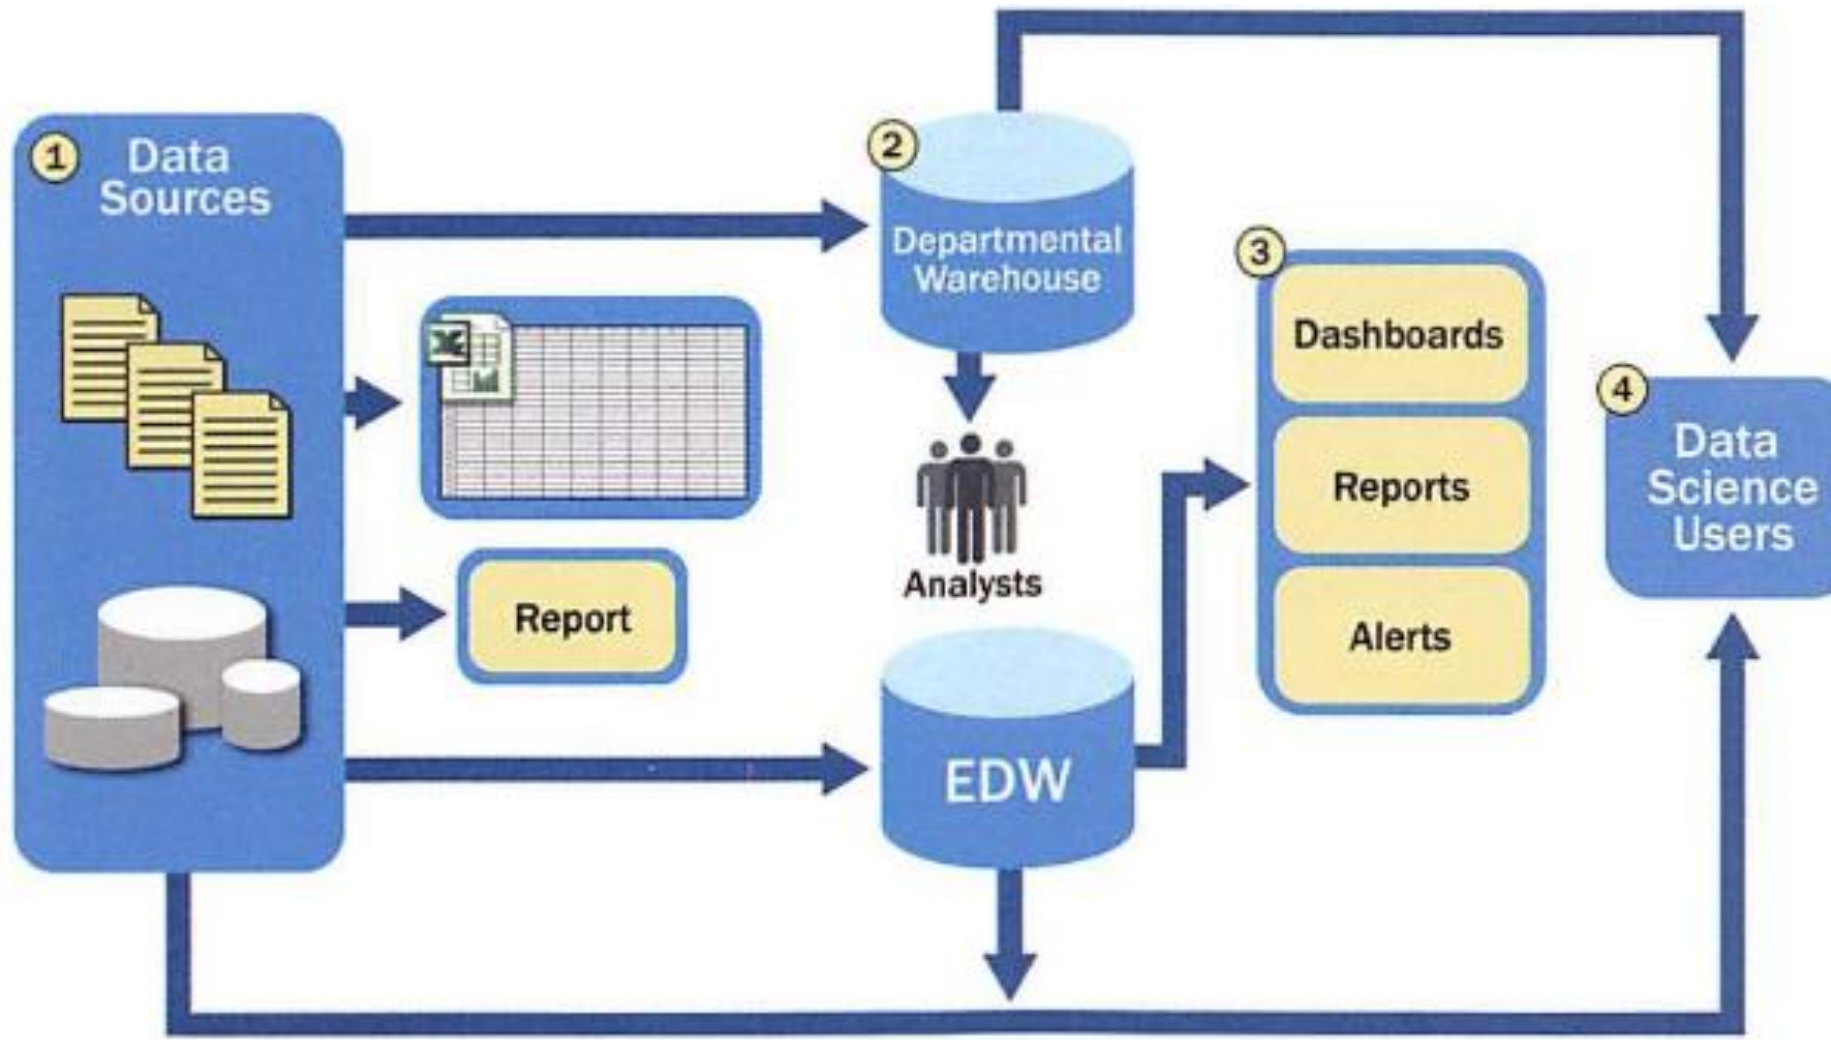 1
Data
Sources
2
Departmental
Warehouse
Report
Analysts
EDW
3
Dashboards
Reports
Alerts
4
Data
Science
Users